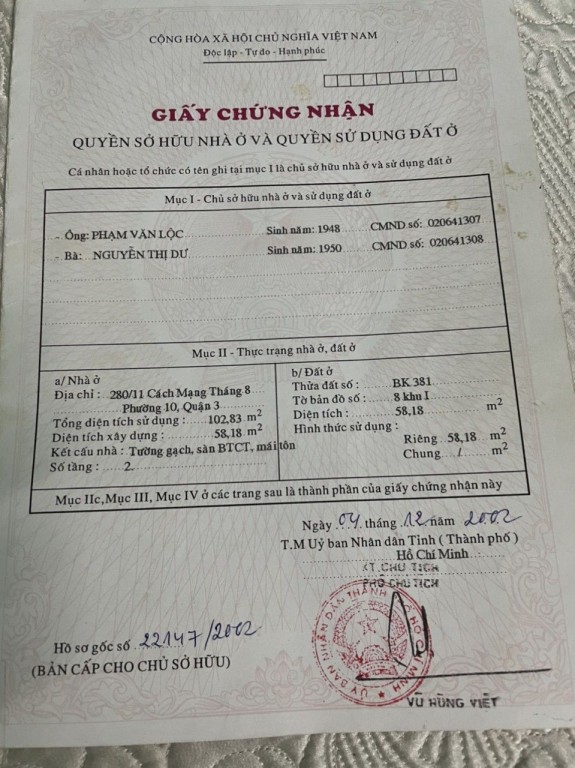 CỘNG HÒA XÃ HỘI CHỦ NGHĨA VIỆT NAM
Độc lập - Tự do - Hạnh phúc
GIẤY CHỨNG NHẬN
QUYỀN SỞ HỮU NHÀ Ở VÀ QUYỀN SỬ DỤNG ĐẤT Ở
Cá nhân hoặc tổ chức có tên ghi tại mục I là chủ sở hữu nhà ở và sử dụng đất ở
Mục I - Chủ sở hữu nhà ở và sử dụng đất ở
- Ông: PHẠM VĂN LỘC Sinh năm: 1948 CMND số: 020641307
- Bà: NGUYỄN THỊ DƯ Sinh năm: 1950 CMND số: 020641308
Mục II - Thực trạng nhà ở, đất ở
a/ Nhà ở
Địa chỉ : 280/11 Cách Mạng Tháng 8
Phường 10, Quận 3
Tổng diện tích sử dụng : 102,83 m²
Diện tích xây dựng : 58,18 m²
Kết cấu nhà : Tường gạch, sàn BTCT, mái tôn
Số tầng : 2
b/ Đất ở
Thửa đất số : BK 381
Tờ bản đồ số : 8 khu I
Diện tích : 58,18 m²
Hình thức sử dụng :
Riêng 58,18 m²
Chung / m²
Mục IIc, Mục III, Mục IV ở các trang sau là thành phần của giấy chứng nhận này
Ngày 04 tháng 12 năm 2002
T.M Uỷ ban Nhân dân Tỉnh ( Thành phố )
Hồ Chí Minh
KT.CHỦ TỊCH
PHÓ CHỦ TỊCH
Hồ sơ gốc số 22147/2002
(BẢN CẤP CHO CHỦ SỞ HỮU)
ỦY BAN NHÂN DÂN THÀNH PHỐ HỒ CHÍ MINH
VŨ HÙNG VIỆT